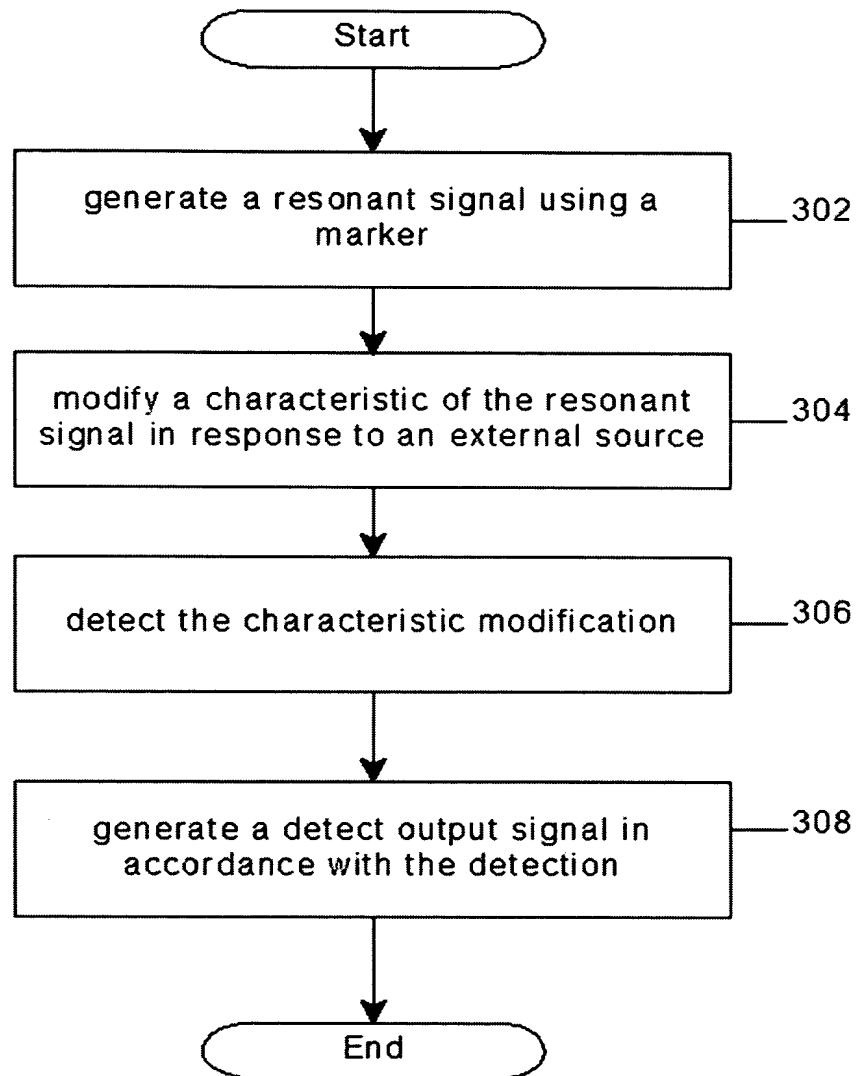 Start
generate a resonant signal using a
marker
302
modify a characteristic of the resonant
signal in response to an external source
304
detect the characteristic modification
306
generate a detect output signal in
accordance with the detection
308
End